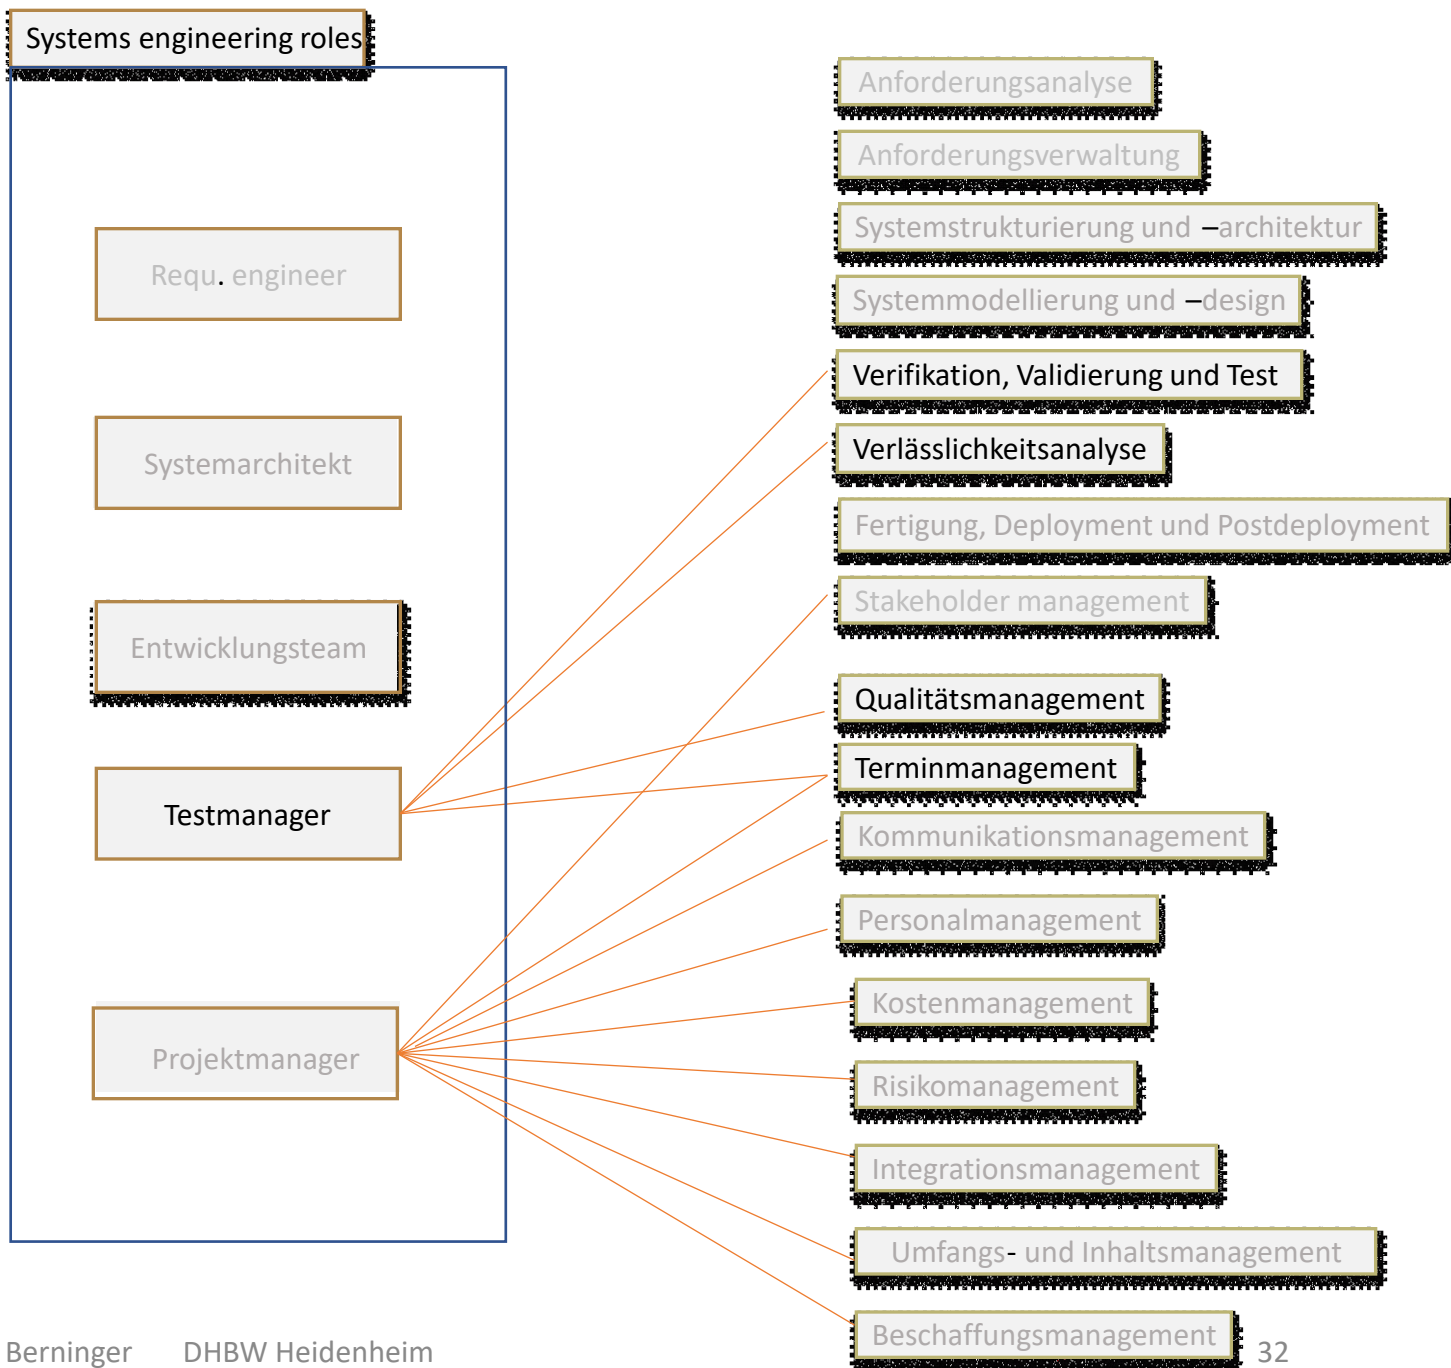 Systems engineering roles
Requ. engineer
Systemarchitekt
Entwicklungsteam
Testmanager
Projektmanager
Anforderungsanalyse
Anforderungsverwaltung
Systemstrukturierung und –architektur
Systemmodellierung und –design
Verifikation, Validierung und Test
Verlässlichkeitsanalyse
Fertigung, Deployment und Postdeployment
Stakeholder management
Qualitätsmanagement
Terminmanagement
Kommunikationsmanagement
Personalmanagement
Kostenmanagement
Risikomanagement
Integrationsmanagement
Umfangs- und Inhaltsmanagement
Beschaffungsmanagement
Berninger DHBW Heidenheim 32